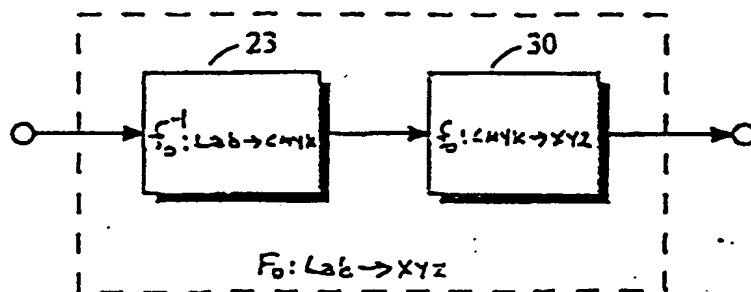 23
30
f₀⁻¹: Lab→CMYK
f₀: CMYK→XYZ
F₀: Lab→XYZ